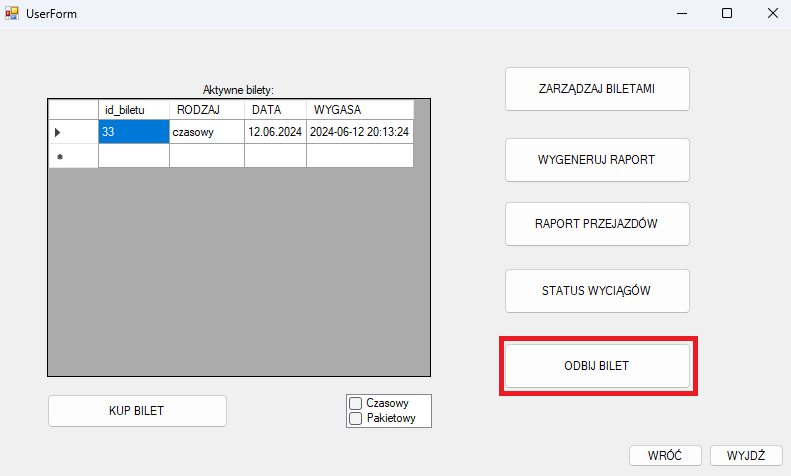 UserForm
Aktywne bilety:
id_biletu RODZAJ DATA WYGASA
33 czasowy 12.06.2024 2024-06-12 20:13:24
KUP BILET
Czasowy
Pakietowy
ZARZĄDZAJ BILETAMI
WYGENERUJ RAPORT
RAPORT PRZEJAZDÓW
STATUS WYCIĄGÓW
ODBIJ BILET
WRÓĆ WYJDŹ